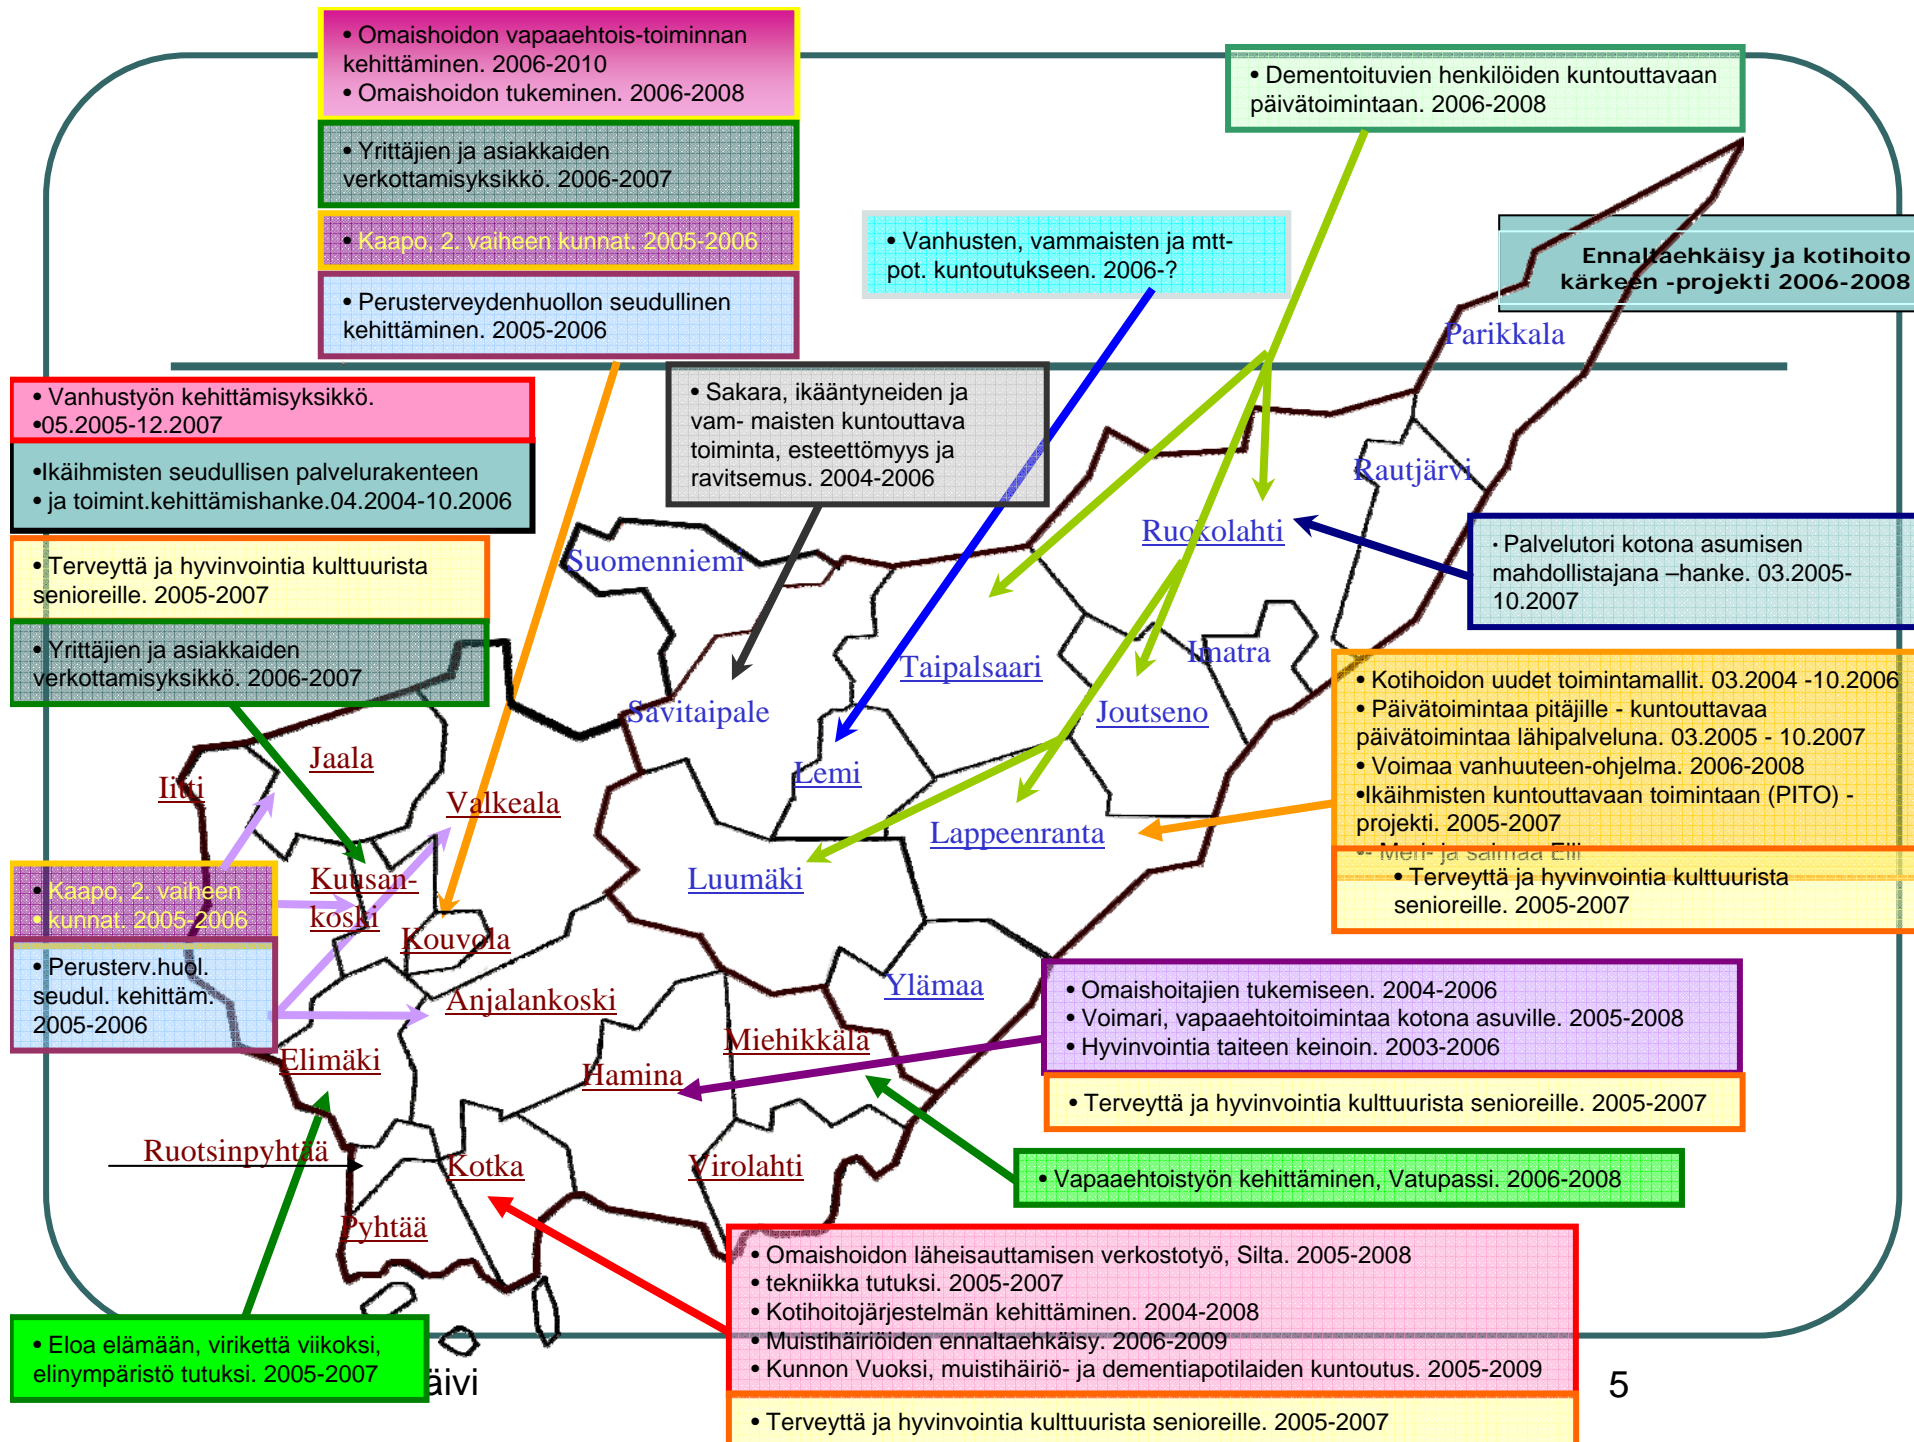 • Omaishoidon vapaaehtois-toiminnan
kehittäminen. 2006-2010
• Omaishoidon tukeminen. 2006-2008
• Yrittäjien ja asiakkaiden
verkottamisyksikkö. 2006-2007
• Kaapo, 2. vaiheen kunnat. 2005-2006
• Perusterveydenhuollon seudullinen
kehittäminen. 2005-2006
• Dementoituvien henkilöiden kuntouttavaan
päivätoimintaan. 2006-2008
• Vanhusten, vammaisten ja mtt-
pot. kuntoutukseen. 2006-?
Ennaltaehkäisy ja kotihoito
kärkeen -projekti 2006-2008
• Vanhustyön kehittämisyksikkö.
•05.2005-12.2007
•Ikäihmisten seudullisen palvelurakenteen
• ja toimint.kehittämishanke.04.2004-10.2006
• Terveyttä ja hyvinvointia kulttuurista
senioreille. 2005-2007
• Yrittäjien ja asiakkaiden
verkottamisyksikkö. 2006-2007
• Sakara, ikääntyneiden ja
vam- maisten kuntouttava
toiminta, esteettömyys ja
ravitsemus. 2004-2006
Parikkala
Rautjärvi
Ruokolahti
Suomenniemi
Imatra
Taipalsaari
Savitaipale
Joutseno
Lemi
Lappeenranta
Luumäki
Ylämaa
· Palvelutori kotona asumisen
mahdollistajana –hanke. 03.2005-
10.2007
• Kotihoidon uudet toimintamallit. 03.2004 -10.2006
• Päivätoimintaa pitäjille - kuntouttavaa
päivätoimintaa lähipalveluna. 03.2005 - 10.2007
• Voimaa vanhuuteen-ohjelma. 2006-2008
•Ikäihmisten kuntouttavaan toimintaan (PITO) -
projekti. 2005-2007
•- Meri- ja saimaa Elli
• Terveyttä ja hyvinvointia kulttuurista
senioreille. 2005-2007
Jaala
Iitti
Valkeala
Kuusan-
koski
Kouvola
Anjalankoski
Elimäki
Miehikkälä
Hamina
Ruotsinpyhtää
Kotka
Virolahti
Pyhtää
• Kaapo, 2. vaiheen
• kunnat. 2005-2006
• Perusterv.huol.
seudul. kehittäm.
2005-2006
• Omaishoitajien tukemiseen. 2004-2006
• Voimari, vapaaehtoitoimintaa kotona asuville. 2005-2008
• Hyvinvointia taiteen keinoin. 2003-2006
• Terveyttä ja hyvinvointia kulttuurista senioreille. 2005-2007
• Vapaaehtoistyön kehittäminen, Vatupassi. 2006-2008
• Omaishoidon läheisauttamisen verkostotyö, Silta. 2005-2008
• tekniikka tutuksi. 2005-2007
• Kotihoitojärjestelmän kehittäminen. 2004-2008
• Muistihäiriöiden ennaltaehkäisy. 2006-2009
• Kunnon Vuoksi, muistihäiriö- ja dementiapotilaiden kuntoutus. 2005-2009
• Terveyttä ja hyvinvointia kulttuurista senioreille. 2005-2007
• Eloa elämään, virikettä viikoksi,
elinympäristö tutuksi. 2005-2007
äivi
5